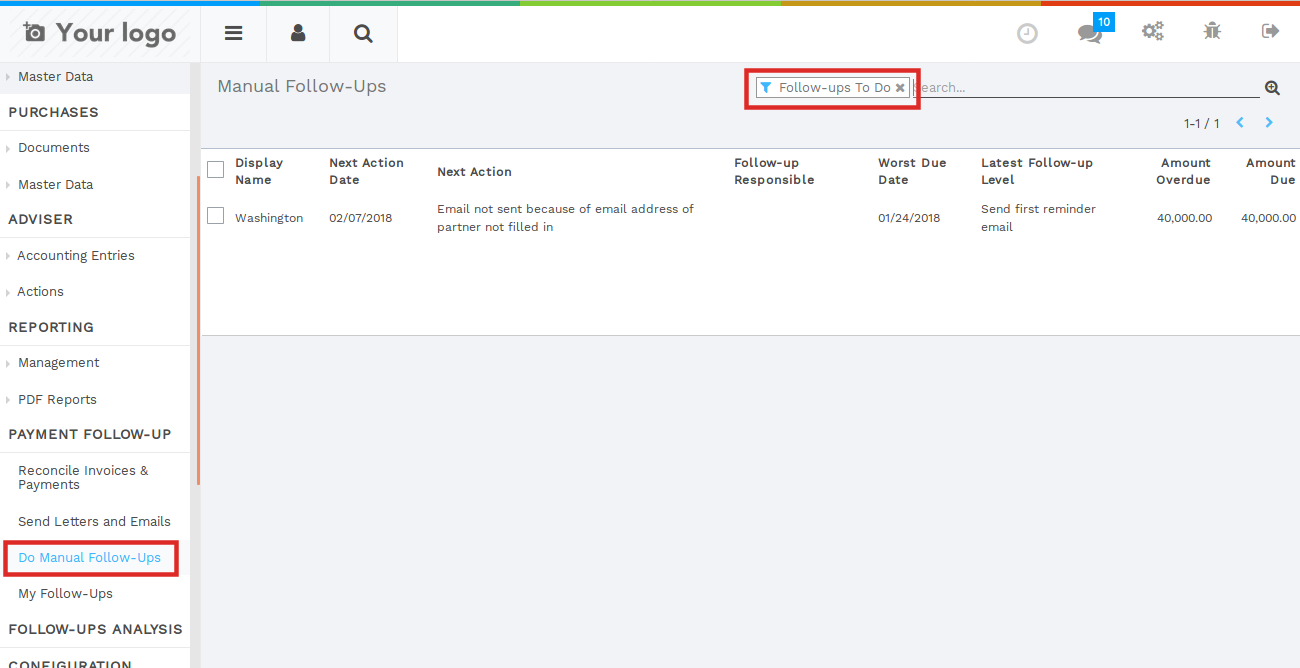 Your logo
10
Master Data
PURCHASES
Documents
Master Data
ADVISER
Accounting Entries
Actions
REPORTING
Management
PDF Reports
PAYMENT FOLLOW-UP
Reconcile Invoices &
Payments
Send Letters and Emails
Do Manual Follow-Ups
My Follow-Ups
FOLLOW-UPS ANALYSIS
CONFIGURATION
Manual Follow-Ups
Follow-ups To Do
earch...
1-1 / 1
Display
Name
Next Action
Date
Next Action
Follow-up
Responsible
Worst Due
Date
Latest Follow-up
Level
Amount
Overdue
Amount
Due
Washington
02/07/2018
Email not sent because of email address of
partner not filled in
01/24/2018
Send first reminder
email
40,000.00
40,000.00